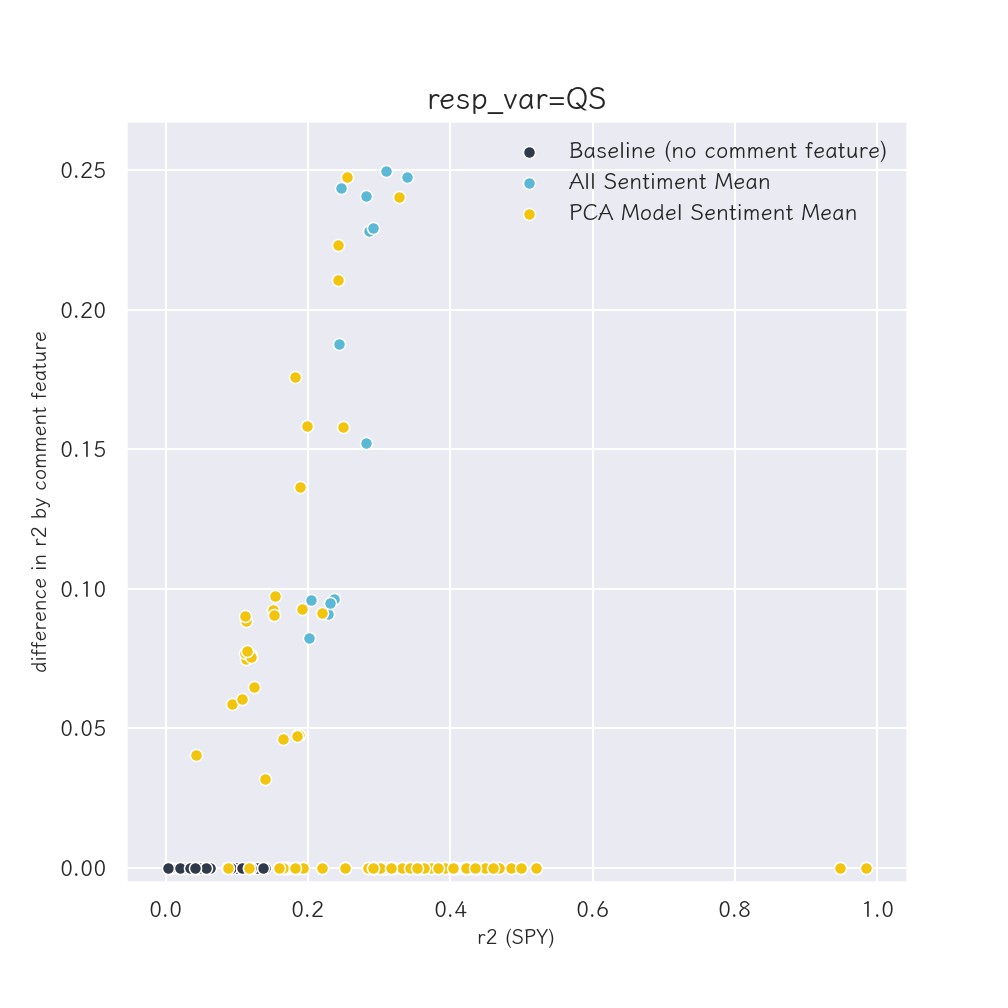 resp_var=QS
Baseline (no comment feature)
All Sentiment Mean
PCA Model Sentiment Mean
difference in r2 by comment feature
0.25
0.20
0.15
0.10
0.05
0.00
0.0 0.2 0.4 0.6 0.8 1.0
r2 (SPY)